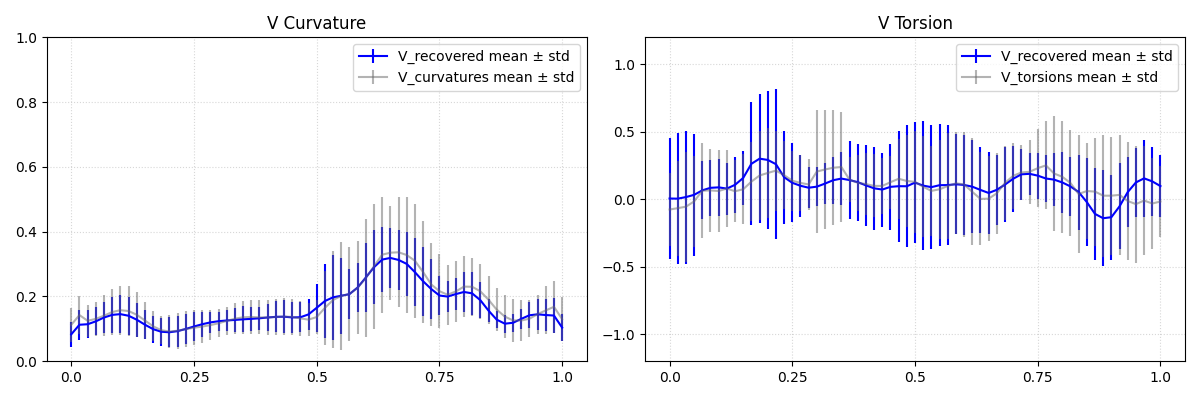 V Curvature
V_recovered mean ± std
V_curvatures mean ± std
1.0
0.8
0.6
0.4
0.2
0.0
0.0 0.25 0.5 0.75 1.0
V Torsion
V_recovered mean ± std
V_torsions mean ± std
1.0
0.5
0.0
−0.5
−1.0
0.0 0.25 0.5 0.75 1.0